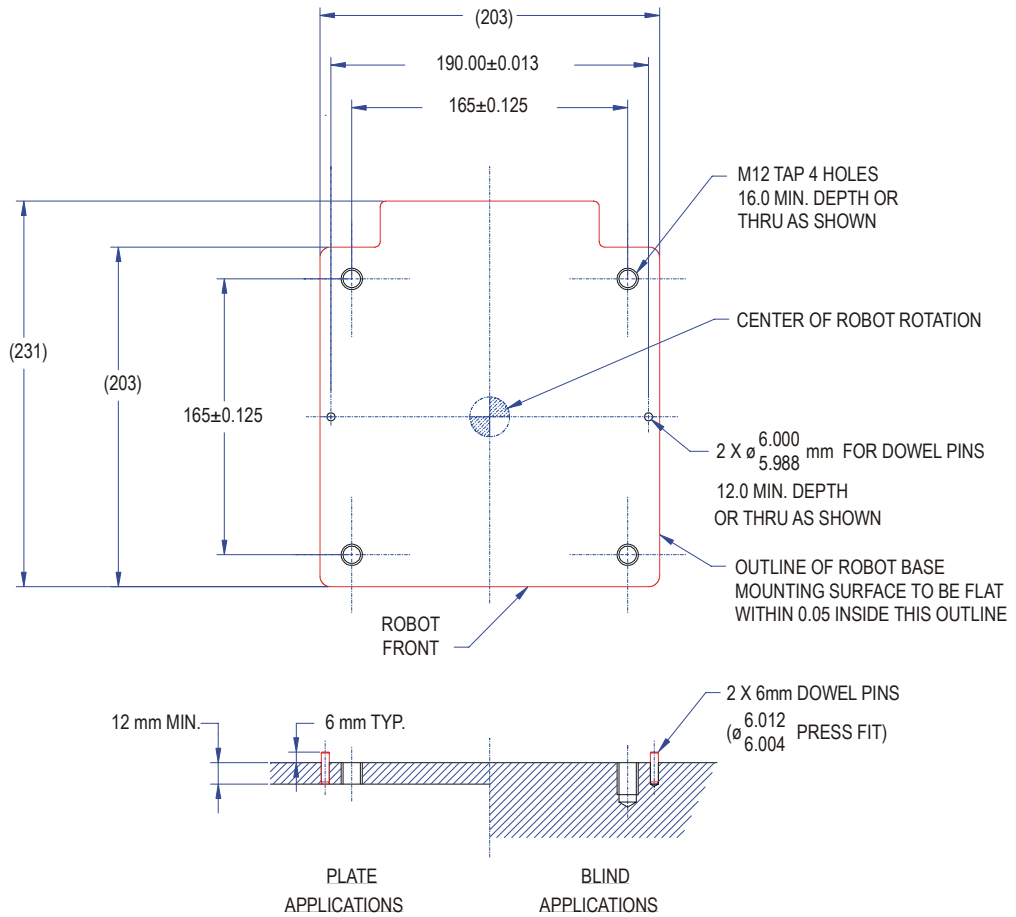 (203)
190.00±0.013
165±0.125
M12 TAP 4 HOLES
16.0 MIN. DEPTH OR
THRU AS SHOWN
CENTER OF ROBOT ROTATION
(231)
(203)
165±0.125
2 X ø 6.000 mm FOR DOWEL PINS
5.988
12.0 MIN. DEPTH
OR THRU AS SHOWN
OUTLINE OF ROBOT BASE
MOUNTING SURFACE TO BE FLAT
WITHIN 0.05 INSIDE THIS OUTLINE
ROBOT
FRONT
12 mm MIN.
6 mm TYP.
2 X 6mm DOWEL PINS
(ø 6.012 PRESS FIT)
6.004
PLATE
APPLICATIONS
BLIND
APPLICATIONS